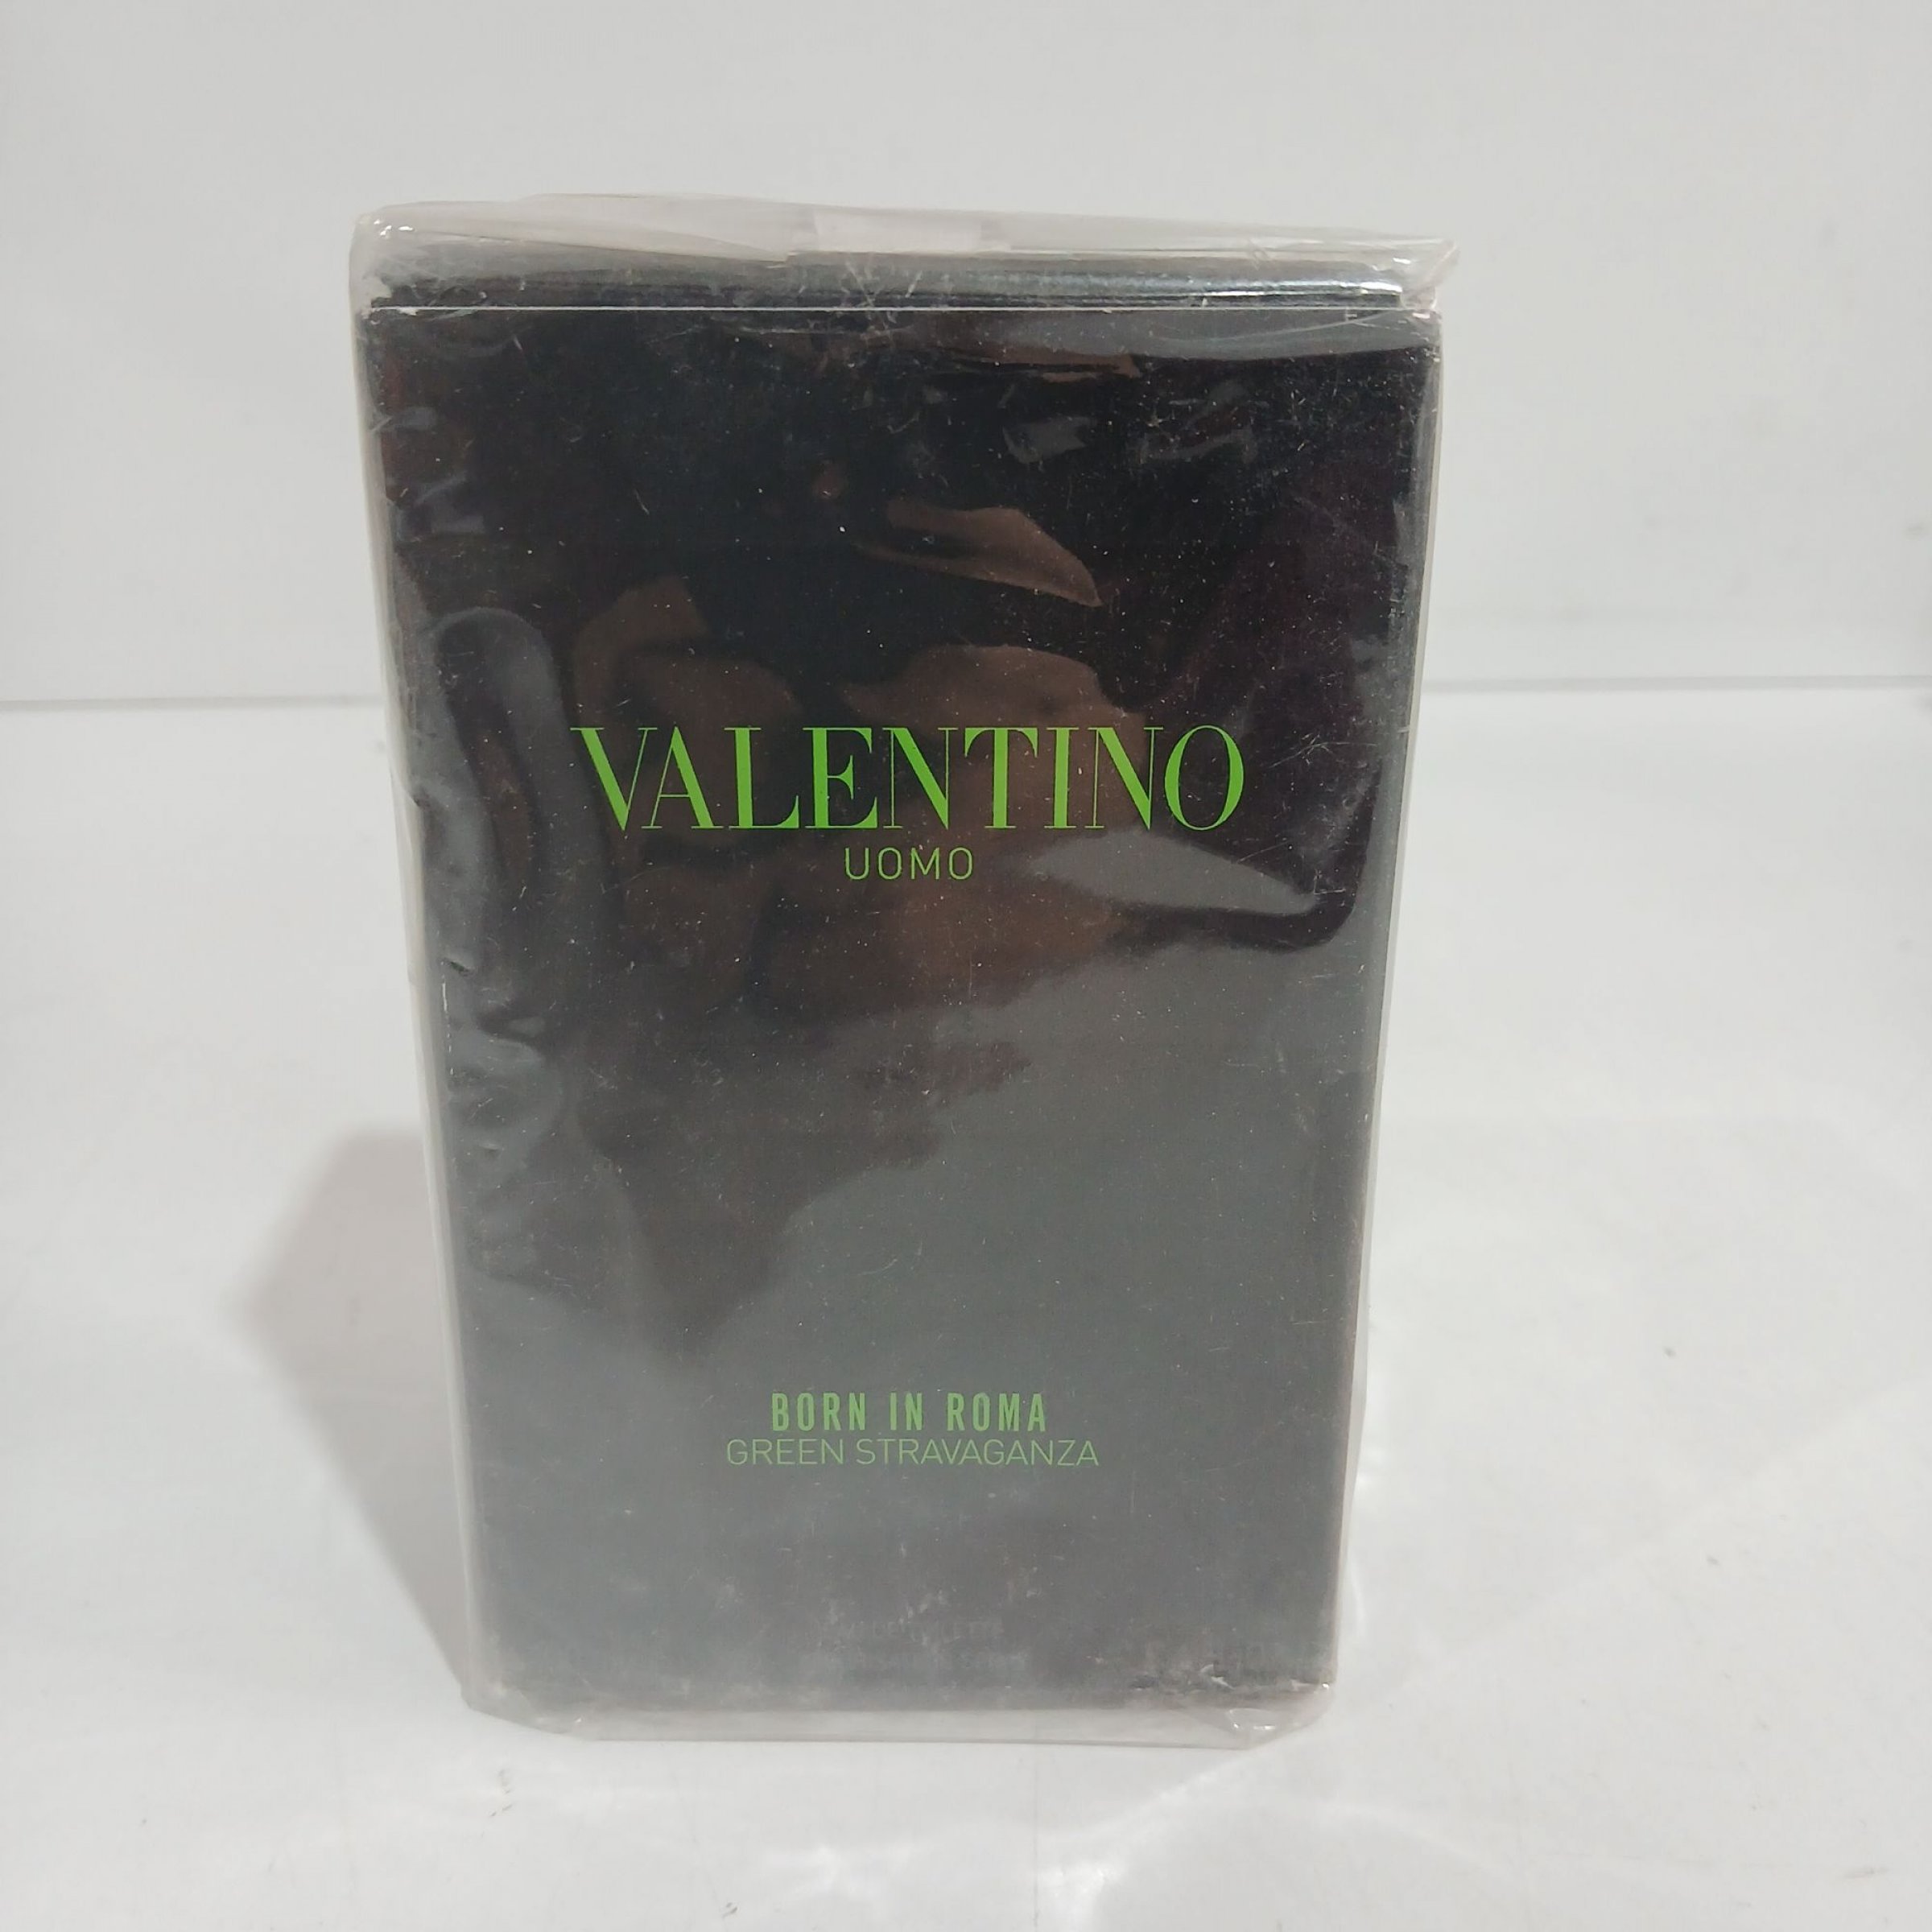 VALENTINO
UOMO
BORN IN ROMA
GREEN STRAVAGANZA